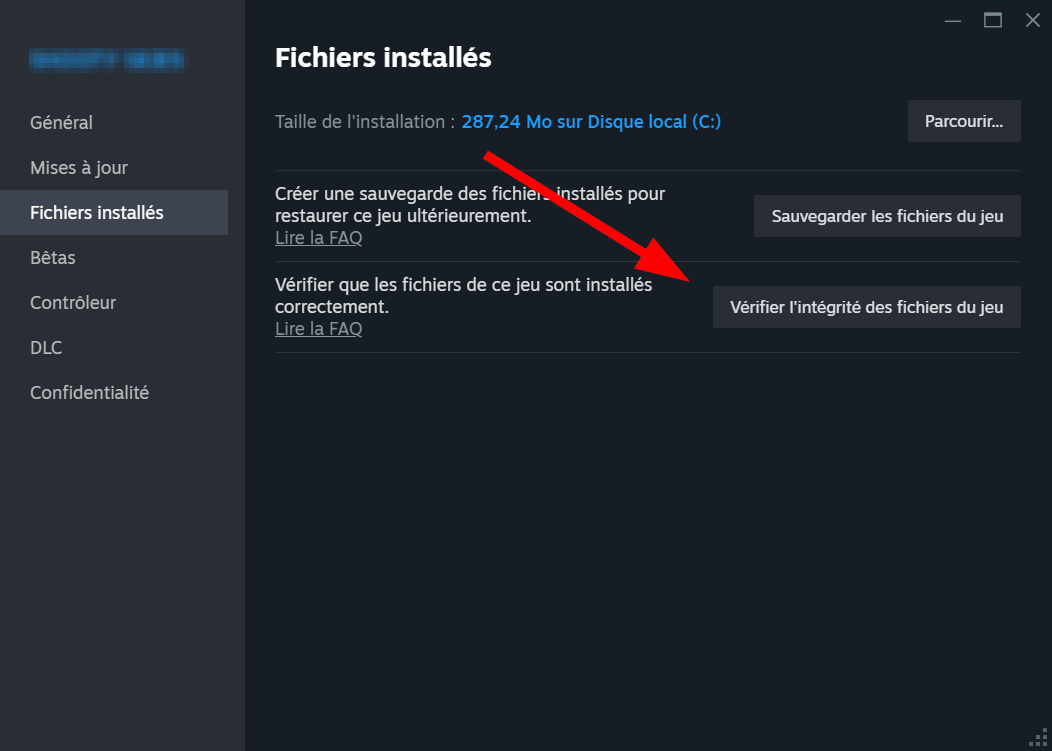 Fichiers installés
Général
Mises à jour
Fichiers installés
Bêtas
Contrôleur
DLC
Confidentialité
Taille de l'installation : 287,24 Mo sur Disque local (C:)
Parcourir...
Créer une sauvegarde des fichiers installés pour
restaurer ce jeu ultérieurement.
Lire la FAQ
Sauvegarder les fichiers du jeu
Vérifier que les fichiers de ce jeu sont installés
correctement.
Lire la FAQ
Vérifier l'intégrité des fichiers du jeu